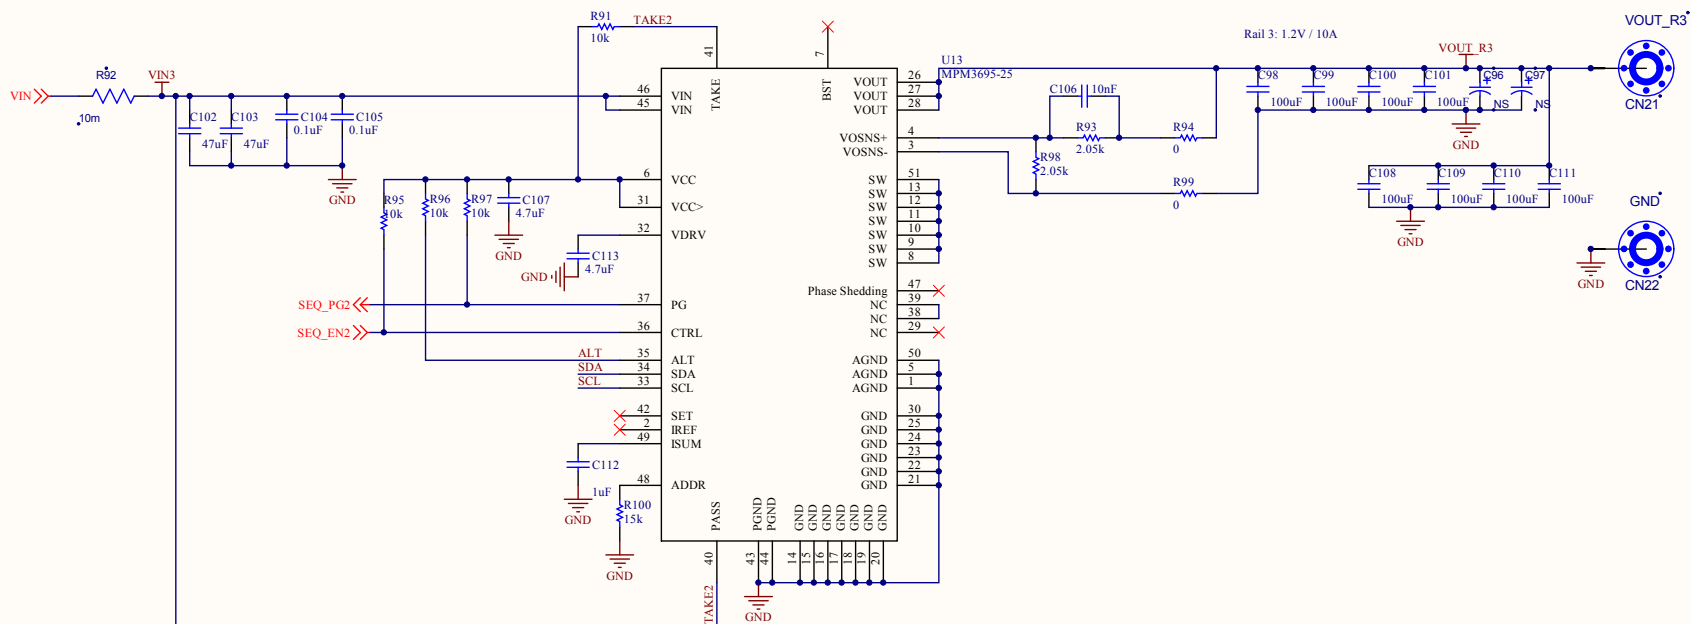 VOUT_R3
R91
TAKE2
10k
Rail 3: 1.2V / 10A
41
7
VOUT_R3
U13
MPM3695-25
R92
VIN3
TAKE
BST
VOUT 26
VOUT 27
VOUT 28
C98
C99
C100
C101
C96
C97
100uF
100uF
100uF
100uF
NS
NS
CN21
VIN
10m
46 VIN
45 VIN
C106
10nF
C102
C103
C104
C105
47uF
47uF
0.1uF
0.1uF
VOSNS+ 4
VOSNS- 3
R93
2.05k
R94
0
GND
R98
2.05k
GND
6 VCC
31 VCC>
32 VDRV
R95
10k
R96
10k
R97
10k
C107
4.7uF
GND
SW 51
SW 13
SW 12
SW 11
SW 10
SW 9
SW 8
R99
0
C108
C109
C110
C111
100uF
100uF
100uF
100uF
GND
GND
C113
4.7uF
GND
GND
CN22
SEQ_PG2
37 PG
SEQ_EN2
36 CTRL
Phase Shedding 47
NC 39
NC 38
NC 29
ALT
35 ALT
SDA
34 SDA
SCL
33 SCL
AGND 50
AGND 5
AGND 1
42 SET
2 IREF
49 ISUM
GND 30
GND 25
GND 24
GND 23
GND 22
GND 21
C112
1uF
GND
48 ADDR
R100
15k
GND
PASS
PGND
PGND
GND
GND
GND
GND
GND
GND
GND
40
43
44
14
15
16
17
18
19
20
TAKE2
GND